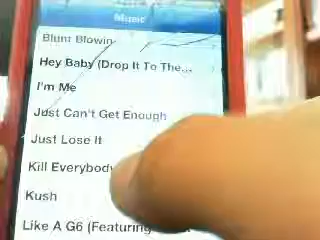 Music
Blunt Blowin
Hey Baby (Drop It To The...
I'm Me
Just Can't Get Enough
Just Lose It
Kill Everybody
Kush
Like A G6 (Featuring